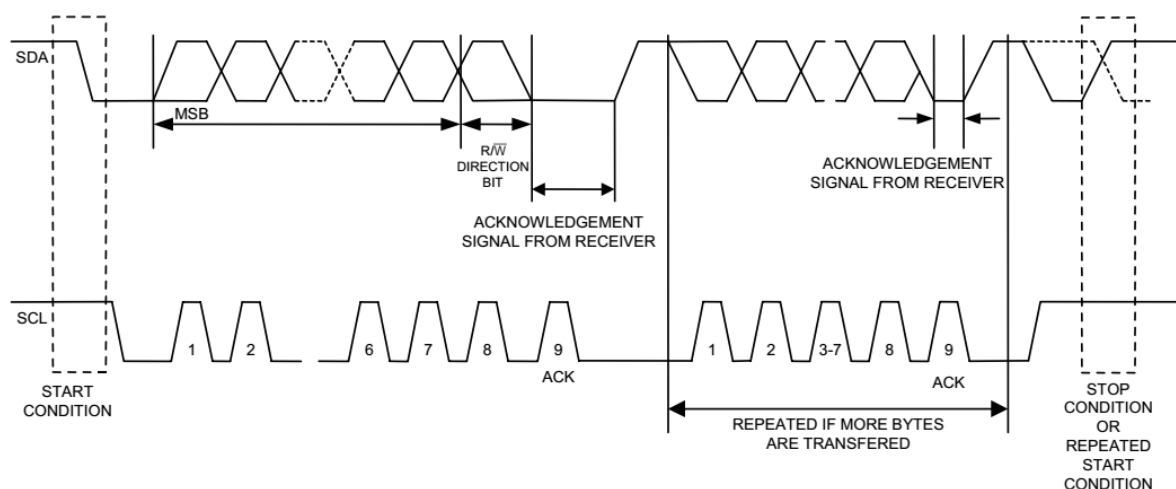 SDA
MSB
R/W̅
DIRECTION
BIT
ACKNOWLEDGEMENT
SIGNAL FROM RECEIVER
ACKNOWLEDGEMENT
SIGNAL FROM RECEIVER
SCL
1 2 6 7 8 9 1 2 3-7 8 9
ACK ACK
START
CONDITION
REPEATED IF MORE BYTES
ARE TRANSFERED
STOP
CONDITION
OR
REPEATED
START
CONDITION